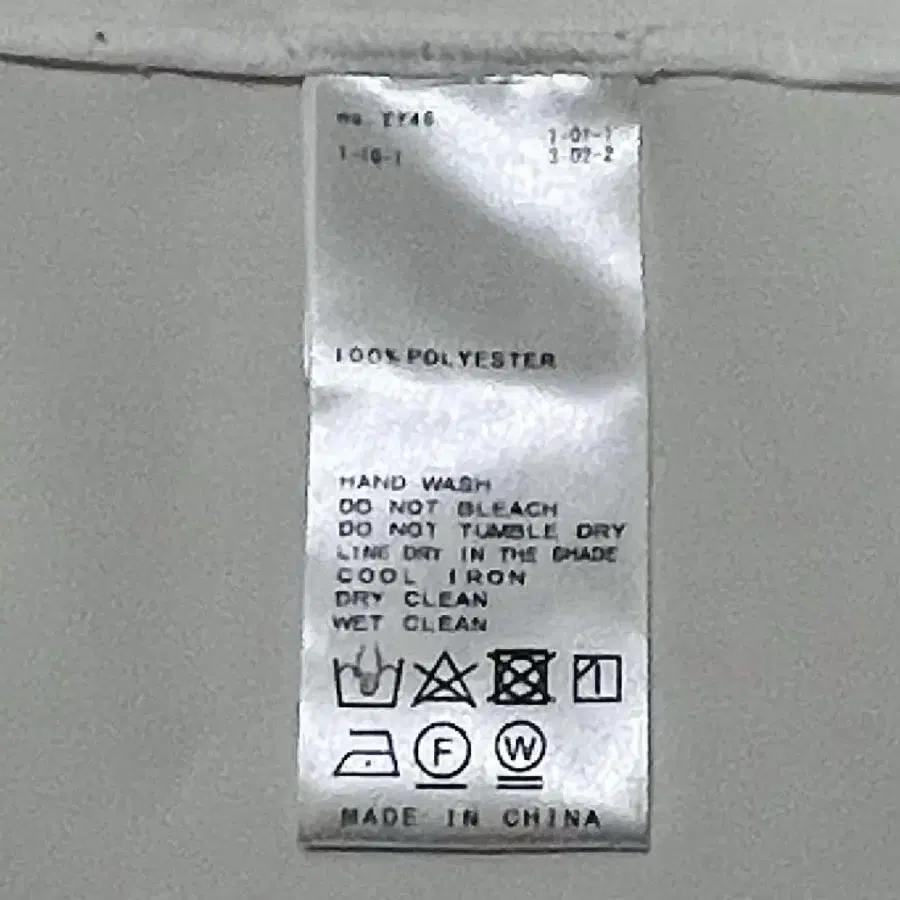 100% POLYESTER
HAND WASH
DO NOT BLEACH
DO NOT TUMBLE DRY
LINE DRY IN THE SHADE
COOL IRON
DRY CLEAN
WET CLEAN
F W
MADE IN CHINA